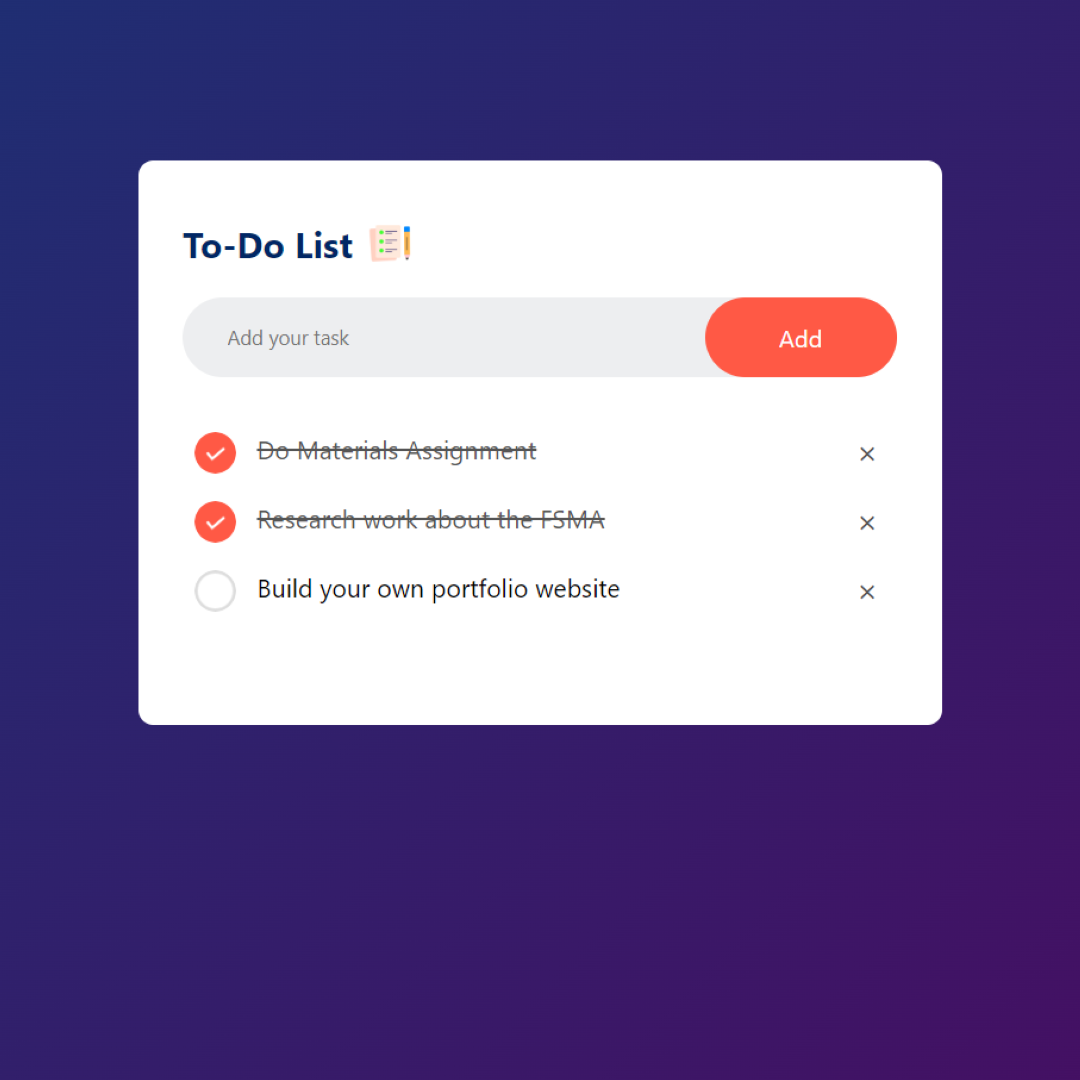 To-Do List
Add your task
Add
Do Materials Assignment
Research work about the FSMA
Build your own portfolio website